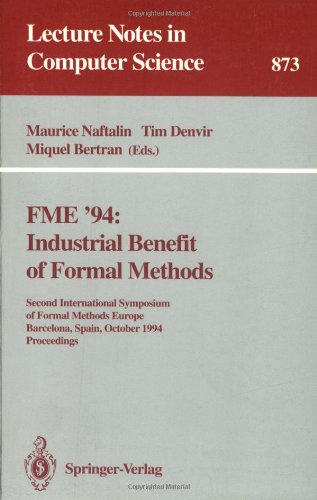 Lecture Notes in
Computer Science
873
Maurice Naftalin Tim Denvir
Miquel Bertran (Eds.)
FME '94:
Industrial Benefit
of Formal Methods
Second International Symposium
of Formal Methods Europe
Barcelona, Spain, October 1994
Proceedings
Springer-Verlag